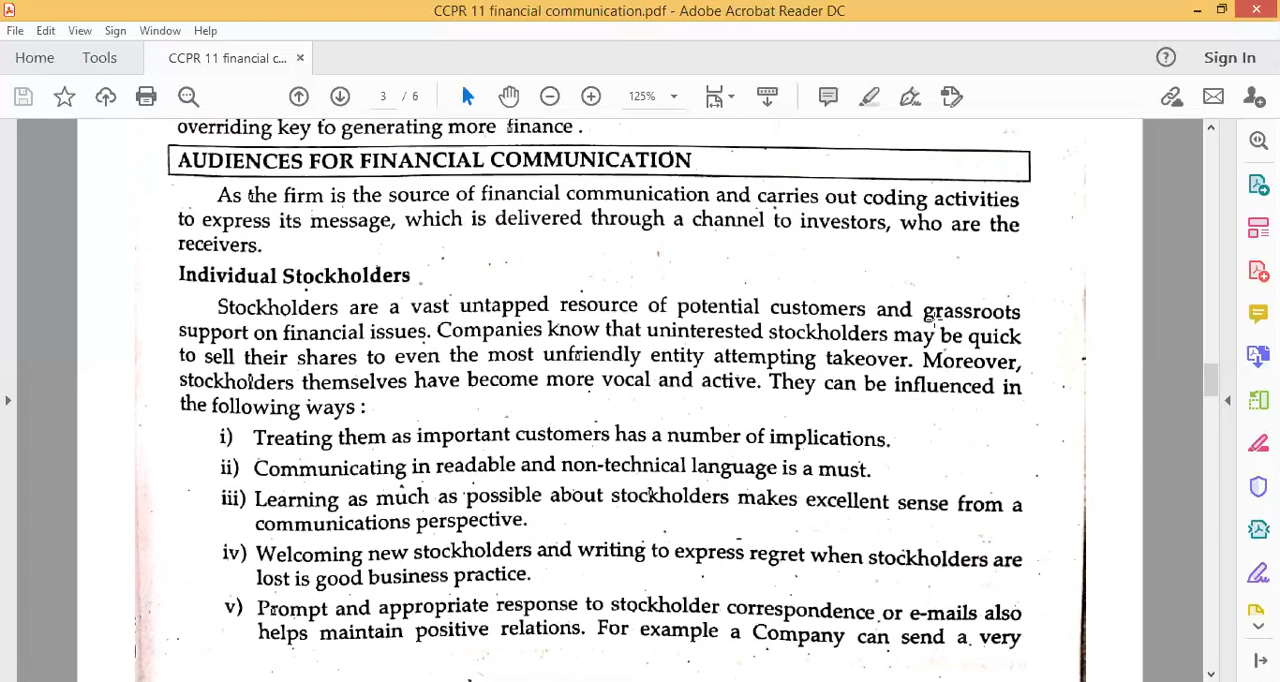 CCPR 11 financial communication.pdf - Adobe Acrobat Reader DC
File Edit View Sign Window Help
Home Tools CCPR 11 financial c... × Sign In
3 / 6 125%
overriding key to generating more finance .
AUDIENCES FOR FINANCIAL COMMUNICATION
As the firm is the source of financial communication and carries out coding activities
to express its message, which is delivered through a channel to investors, who are the
receivers.
Individual Stockholders
Stockholders are a vast untapped resource of potential customers and grassroots
support on financial issues. Companies know that uninterested stockholders may be quick
to sell their shares to even the most unfriendly entity attempting takeover. Moreover,
stockholders themselves have become more vocal and active. They can be influenced in
the following ways :
i) Treating them as important customers has a number of implications.
ii) Communicating in readable and non-technical language is a must.
iii) Learning as much as possible about stockholders makes excellent sense from a
communications perspective.
iv) Welcoming new stockholders and writing to express regret when stockholders are
lost is good business practice.
v) Prompt and appropriate response to stockholder correspondence or e-mails also
helps maintain positive relations. For example a Company can send a very